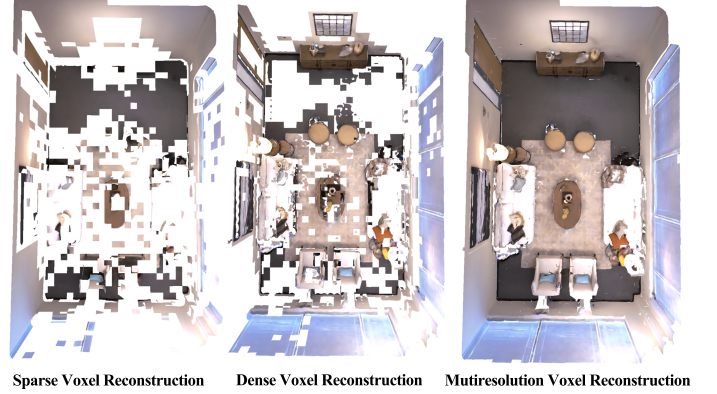 Sparse Voxel Reconstruction
Dense Voxel Reconstruction
Mutiresolution Voxel Reconstruction